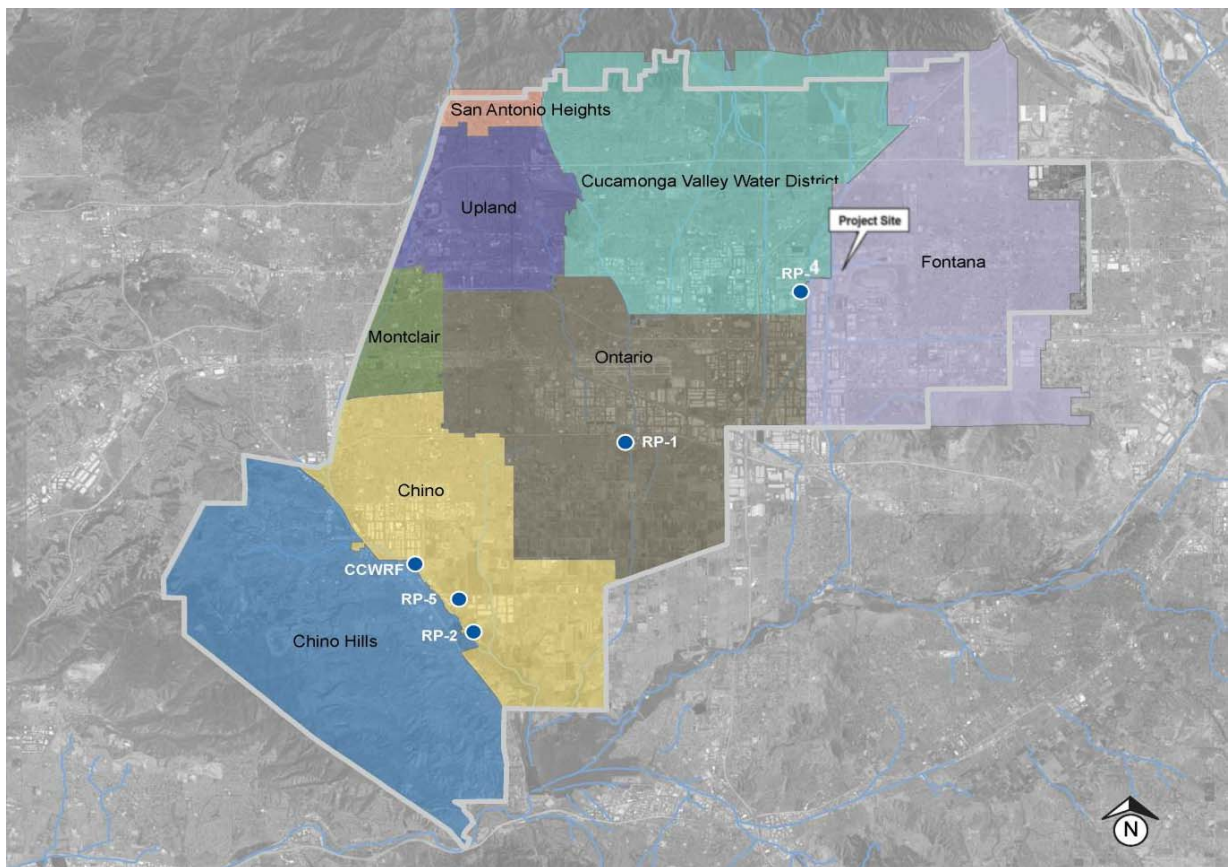 San Antonio Heights
Cucamonga Valley Water District
Upland
Project Site
Fontana
RP-4
Montclair
Ontario
RP-1
Chino
CCWRF
RP-5
RP-2
Chino Hills
N